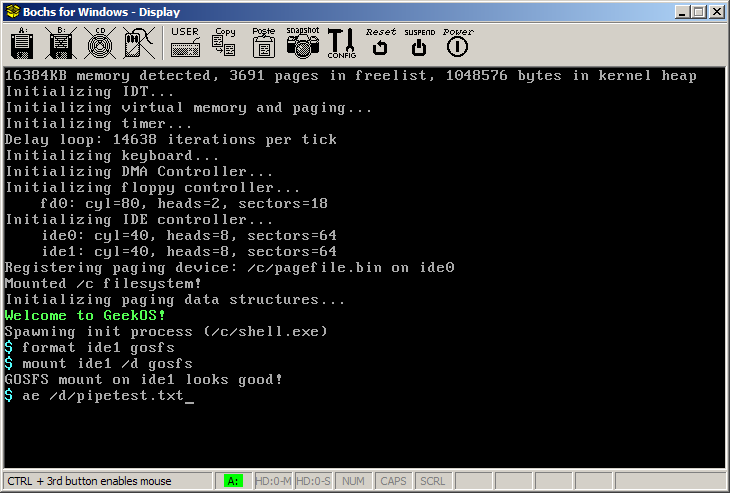 Bochs for Windows - Display
A: B: CD USER Copy Paste snapshot CONFIG Reset SUSPEND Power
16384KB memory detected, 3691 pages in freelist, 1048576 bytes in kernel heap
Initializing IDT...
Initializing virtual memory and paging...
Initializing timer...
Delay loop: 14638 iterations per tick
Initializing keyboard...
Initializing DMA Controller...
Initializing floppy controller...
    fd0: cyl=80, heads=2, sectors=18
Initializing IDE controller...
    ide0: cyl=40, heads=8, sectors=64
    ide1: cyl=40, heads=8, sectors=64
Registering paging device: /c/pagefile.bin on ide0
Mounted /c filesystem!
Initializing paging data structures...
Welcome to GeekOS!
Spawning init process (/c/shell.exe)
$ format ide1 gosfs
$ mount ide1 /d gosfs
GOSFS mount on ide1 looks good!
$ ae /d/pipetest.txt_
CTRL + 3rd button enables mouse A: HD:0-M HD:0-S NUM CAPS SCRL